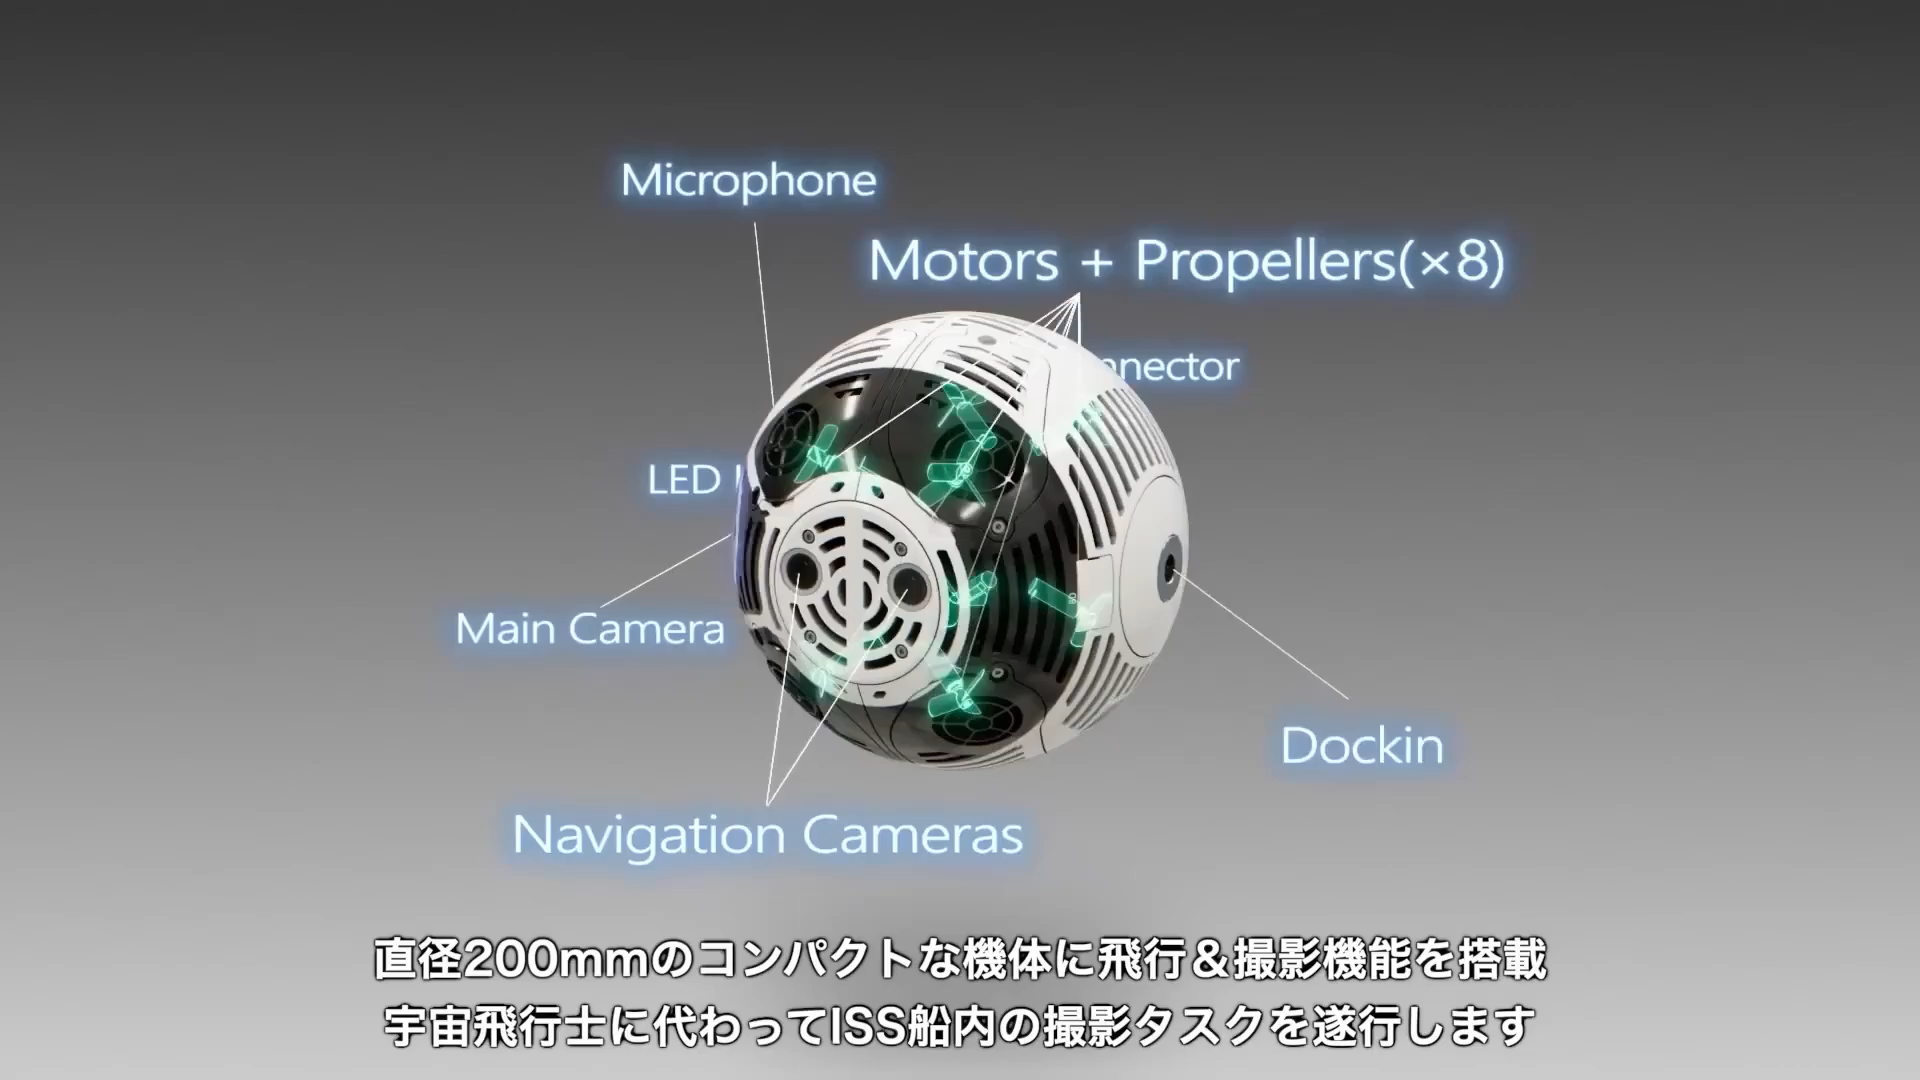 Microphone
Motors + Propellers(×8)
nnector
LED
Main Camera
Dockin
Navigation Cameras
直径200mmのコンパクトな機体に飛行＆撮影機能を搭載
宇宙飛行士に代わってISS船内の撮影タスクを遂行します